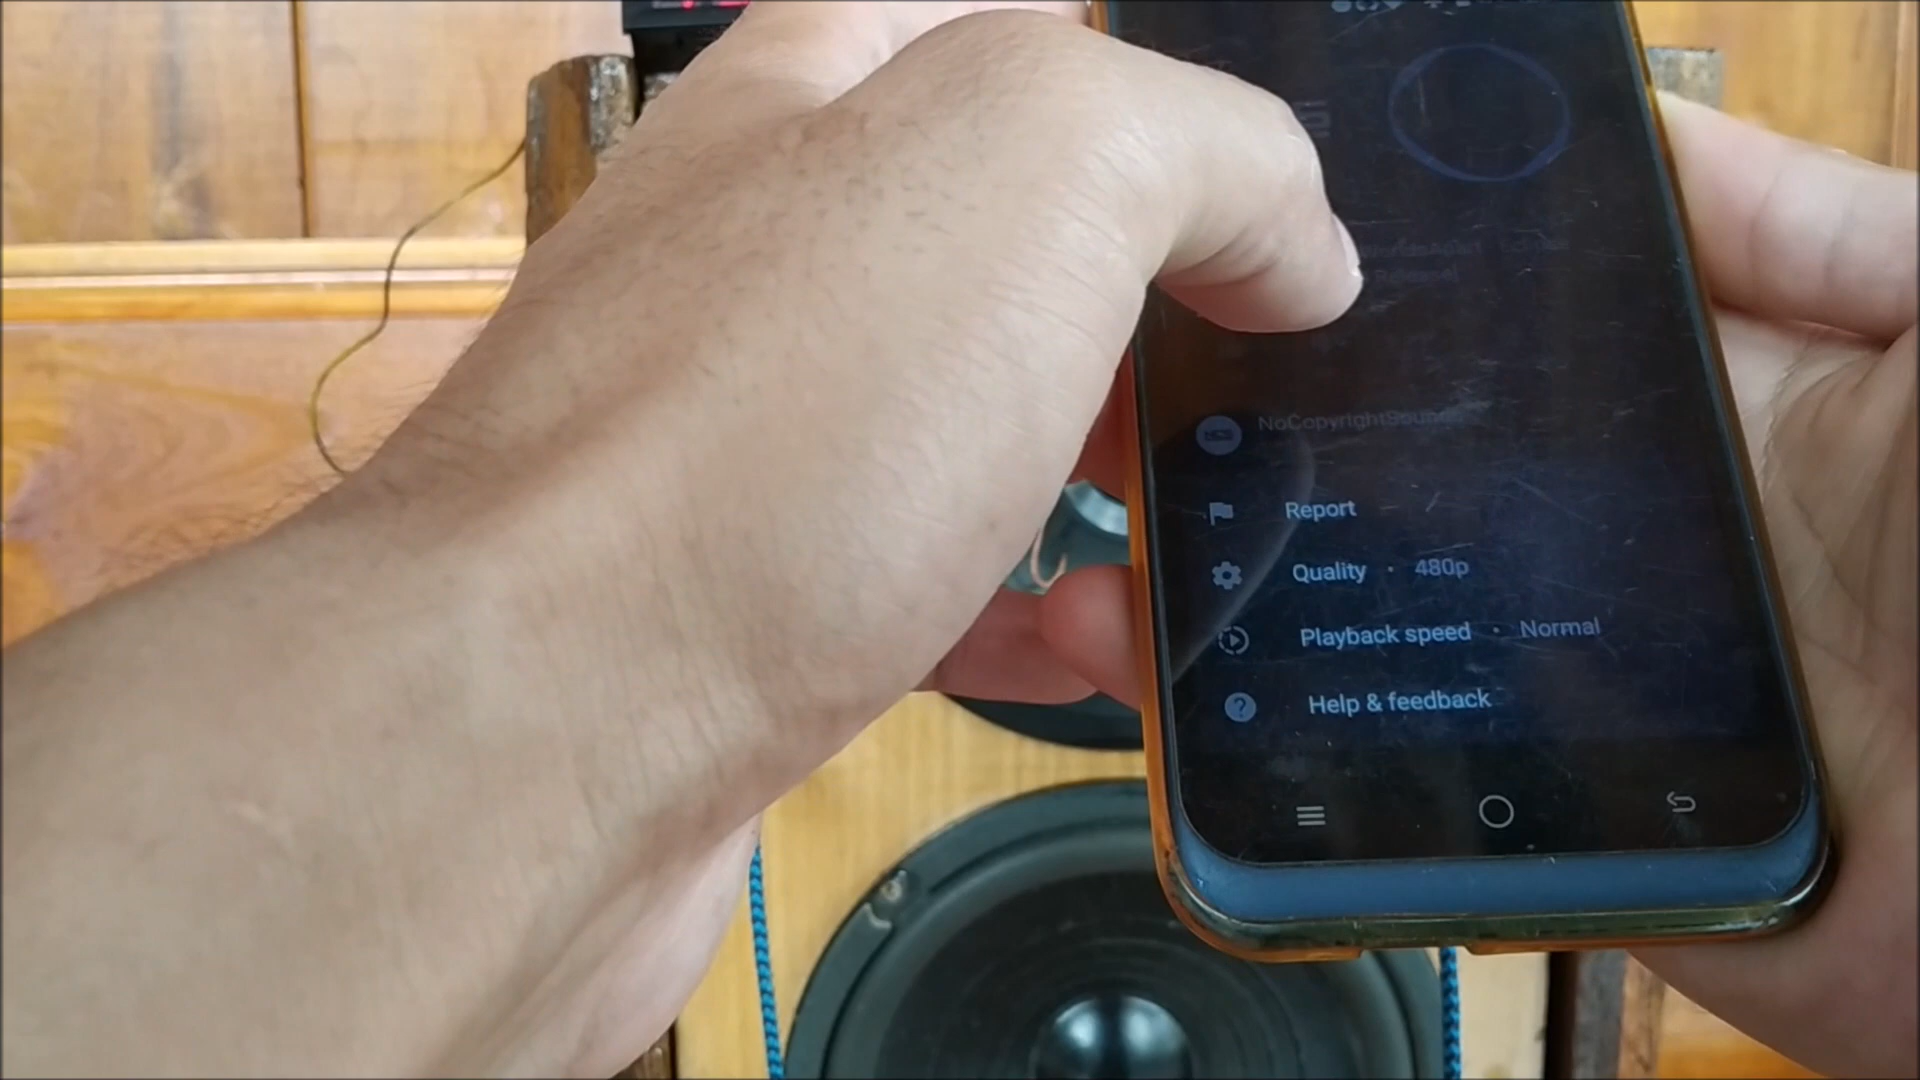 NoCopyrightSounds
Report
Quality · 480p
Playback speed · Normal
Help & feedback